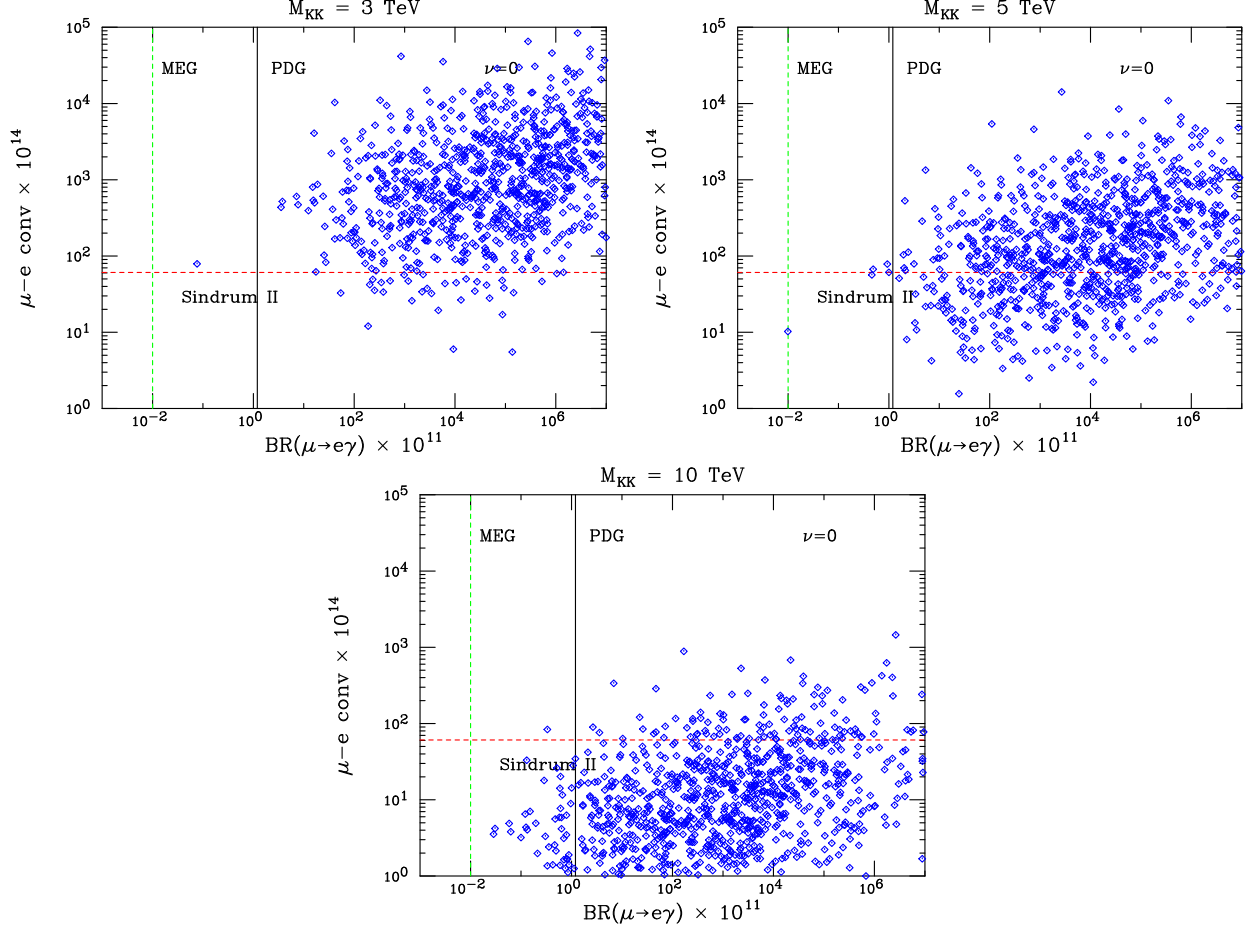 M_KK = 3 TeV
10^5
10^4
10^3
10^2
10^1
10^0
μ−e conv × 10^14
MEG
PDG
ν=0
Sindrum II
10^−2
10^0
10^2
10^4
10^6
BR(μ→eγ) × 10^11
M_KK = 5 TeV
10^5
10^4
10^3
10^2
10^1
10^0
μ−e conv × 10^14
MEG
PDG
ν=0
Sindrum II
10^−2
10^0
10^2
10^4
10^6
BR(μ→eγ) × 10^11
M_KK = 10 TeV
10^5
10^4
10^3
10^2
10^1
10^0
μ−e conv × 10^14
MEG
PDG
ν=0
Sindrum II
10^−2
10^0
10^2
10^4
10^6
BR(μ→eγ) × 10^11